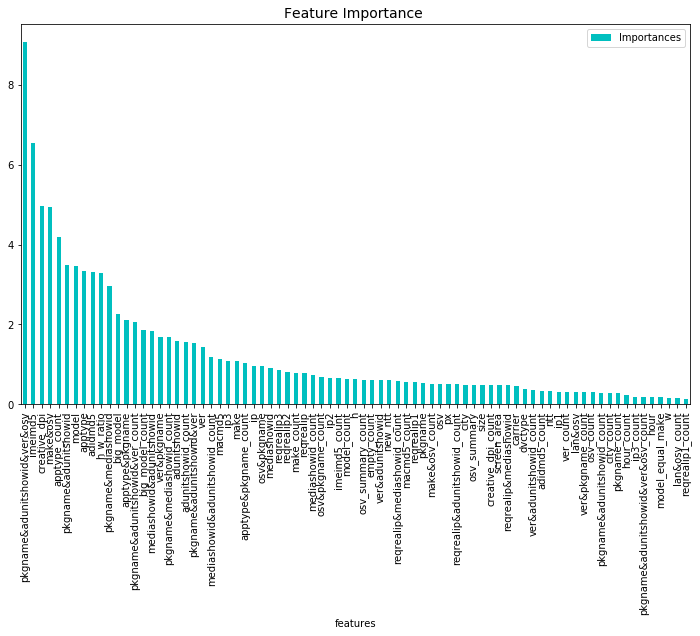 Feature Importance
Importances
8
6
4
2
0
pkgname&adunitshowid&ver&osv
imeimd5
creative_dpi
make&osv
apptype_count
pkgname&adunitshowid
model
apptype
adidmd5
h_w_ratio
pkgname&mediashowid
big_model
apptype&pkgname
pkgname&adunitshowid&ver_count
big_model_count
mediashowid&adunitshowid
ver&pkgname
pkgname&mediashowid_count
adunitshowid
adunitshowid_count
pkgname&adunitshowid&ver
ver
mediashowid&adunitshowid_count
macmd5
ip3
make
apptype&pkgname_count
ip
osv&pkgname
mediashowid
reqrealip3
reqrealip2
make_count
reqrealip
mediashowid_count
osv&pkgname_count
ip2
imeimd5_count
model_count
h
osv_summary_count
empty_count
ver&adunitshowid
new_ntt
reqrealip&mediashowid_count
macmd5_count
reqrealip1
pkgname
make&osv_count
osv
px
reqrealip&adunitshowid_count
city
osv_summary
size
creative_dpi_count
screen_area
reqrealip&mediashowid
carrier
dvctype
ver&adunitshowid_count
adidmd5_count
ntt
ip1
ver_count
lan&osv
ver&pkgname_count
osv_count
pkgname&adunitshowid_count
city_count
pkgname_count
hour_count
ip3_count
pkgname&adunitshowid&ver&osv_count
hour
model_equal_make
w
lan&osv_count
reqrealip1_count
features